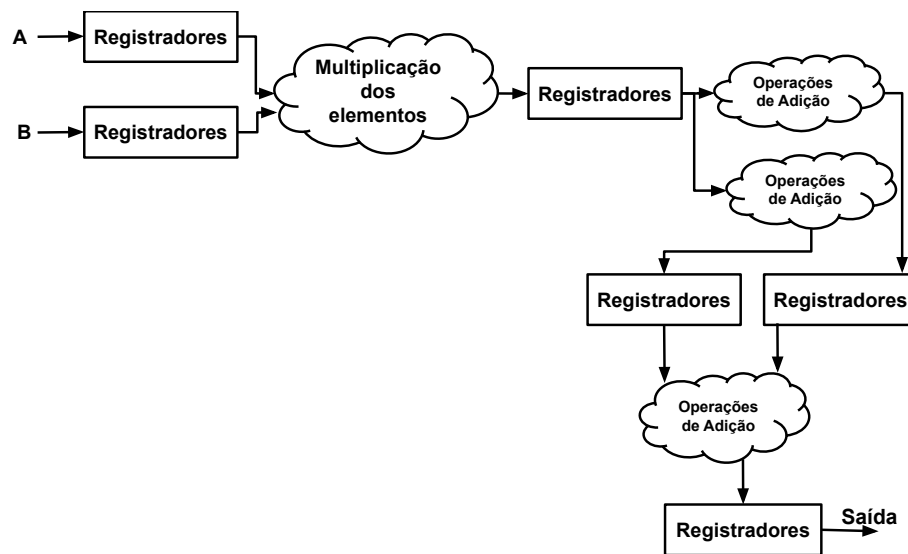 A
Registradores
B
Registradores
Multiplicação
dos
elementos
Registradores
Operações
de Adição
Operações
de Adição
Registradores
Registradores
Operações
de Adição
Registradores
Saída